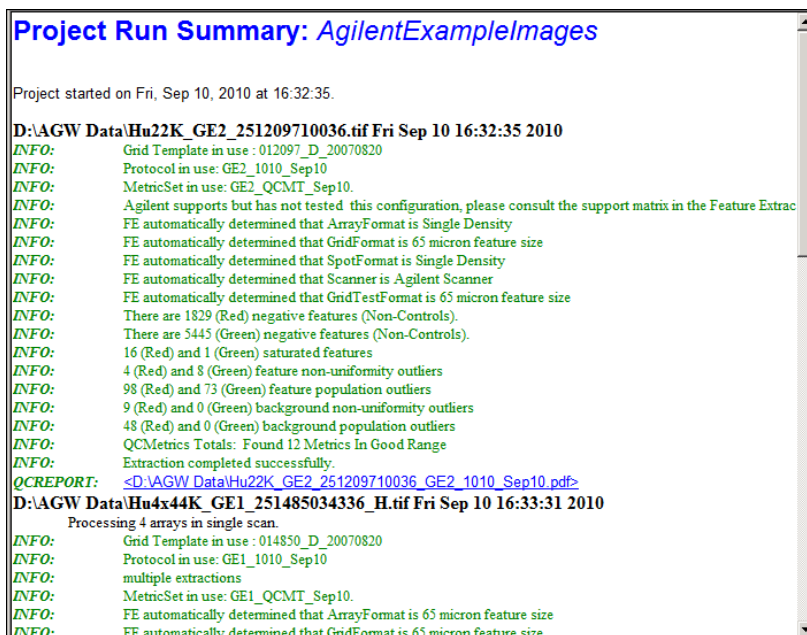 Project Run Summary: AgilentExampleImages
Project started on Fri, Sep 10, 2010 at 16:32:35.
D:\AGW Data\Hu22K_GE2_251209710036.tif Fri Sep 10 16:32:35 2010
INFO: Grid Template in use : 012097_D_20070820
INFO: Protocol in use: GE2_1010_Sep10
INFO: MetricSet in use: GE2_QCMT_Sep10.
INFO: Agilent supports but has not tested this configuration, please consult the support matrix in the Feature Extrac
INFO: FE automatically determined that ArrayFormat is Single Density
INFO: FE automatically determined that GridFormat is 65 micron feature size
INFO: FE automatically determined that SpotFormat is Single Density
INFO: FE automatically determined that Scanner is Agilent Scanner
INFO: FE automatically determined that GridTestFormat is 65 micron feature size
INFO: There are 1829 (Red) negative features (Non-Controls).
INFO: There are 5445 (Green) negative features (Non-Controls).
INFO: 16 (Red) and 1 (Green) saturated features
INFO: 4 (Red) and 8 (Green) feature non-uniformity outliers
INFO: 98 (Red) and 73 (Green) feature population outliers
INFO: 9 (Red) and 0 (Green) background non-uniformity outliers
INFO: 48 (Red) and 0 (Green) background population outliers
INFO: QCMetrics Totals: Found 12 Metrics In Good Range
INFO: Extraction completed successfully.
QCREPORT: <D:\AGW Data\Hu22K_GE2_251209710036_GE2_1010_Sep10.pdf>
D:\AGW Data\Hu4x44K_GE1_251485034336_H.tif Fri Sep 10 16:33:31 2010
Processing 4 arrays in single scan.
INFO: Grid Template in use : 014850_D_20070820
INFO: Protocol in use: GE1_1010_Sep10
INFO: multiple extractions
INFO: MetricSet in use: GE1_QCMT_Sep10.
INFO: FE automatically determined that ArrayFormat is 65 micron feature size
INFO: FE automatically determined that GridFormat is 65 micron feature size